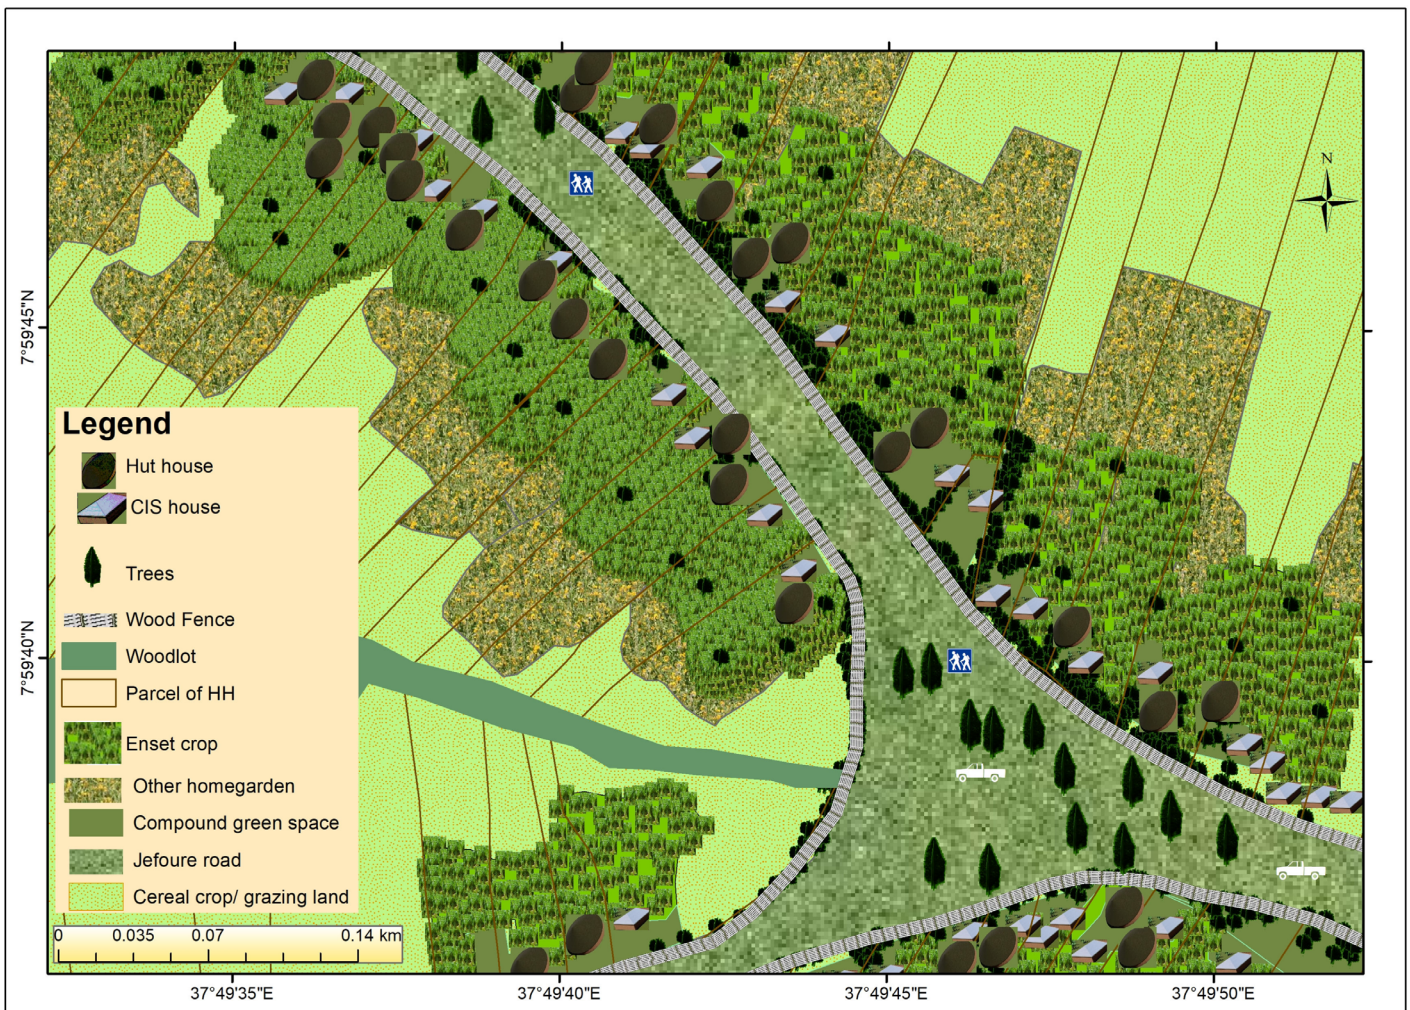 N
7°59'45"N
7°59'40"N
Legend
Hut house
CIS house
Trees
Wood Fence
Woodlot
Parcel of HH
Enset crop
Other homegarden
Compound green space
Jefoure road
Cereal crop/ grazing land
0 0.035 0.07 0.14 km
37°49'35"E 37°49'40"E 37°49'45"E 37°49'50"E